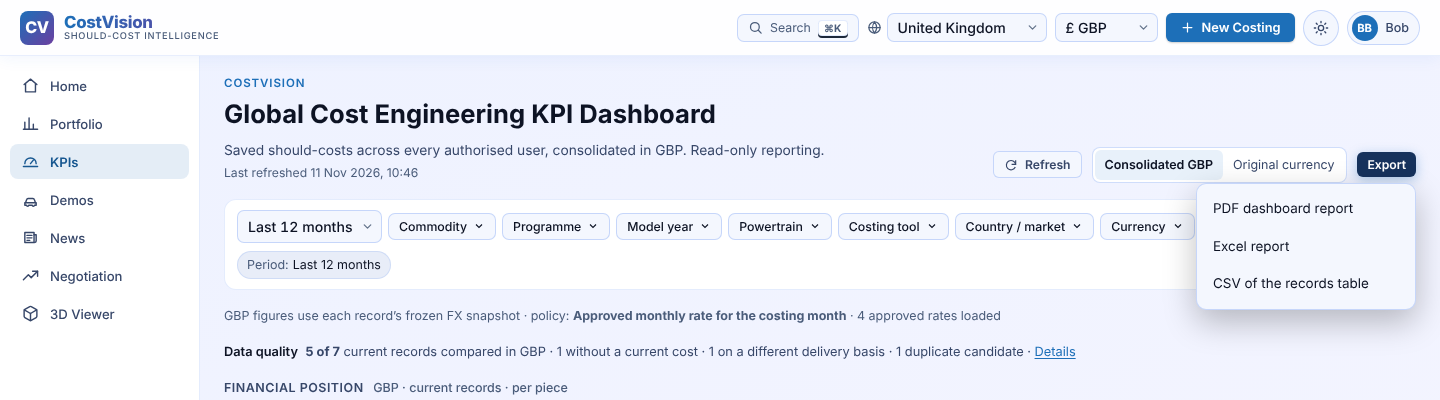 CV CostVision
SHOULD-COST INTELLIGENCE
Search ⌘K
United Kingdom
£ GBP
+ New Costing
BB Bob
Home
Portfolio
KPIs
Demos
News
Negotiation
3D Viewer
COSTVISION
Global Cost Engineering KPI Dashboard
Saved should-costs across every authorised user, consolidated in GBP. Read-only reporting.
Last refreshed 11 Nov 2026, 10:46
Refresh
Consolidated GBP Original currency
Export
PDF dashboard report
Excel report
CSV of the records table
Last 12 months Commodity Programme Model year Powertrain Costing tool Country / market Currency
Period: Last 12 months
GBP figures use each record’s frozen FX snapshot · policy: Approved monthly rate for the costing month · 4 approved rates loaded
Data quality 5 of 7 current records compared in GBP · 1 without a current cost · 1 on a different delivery basis · 1 duplicate candidate · Details
FINANCIAL POSITION GBP · current records · per piece